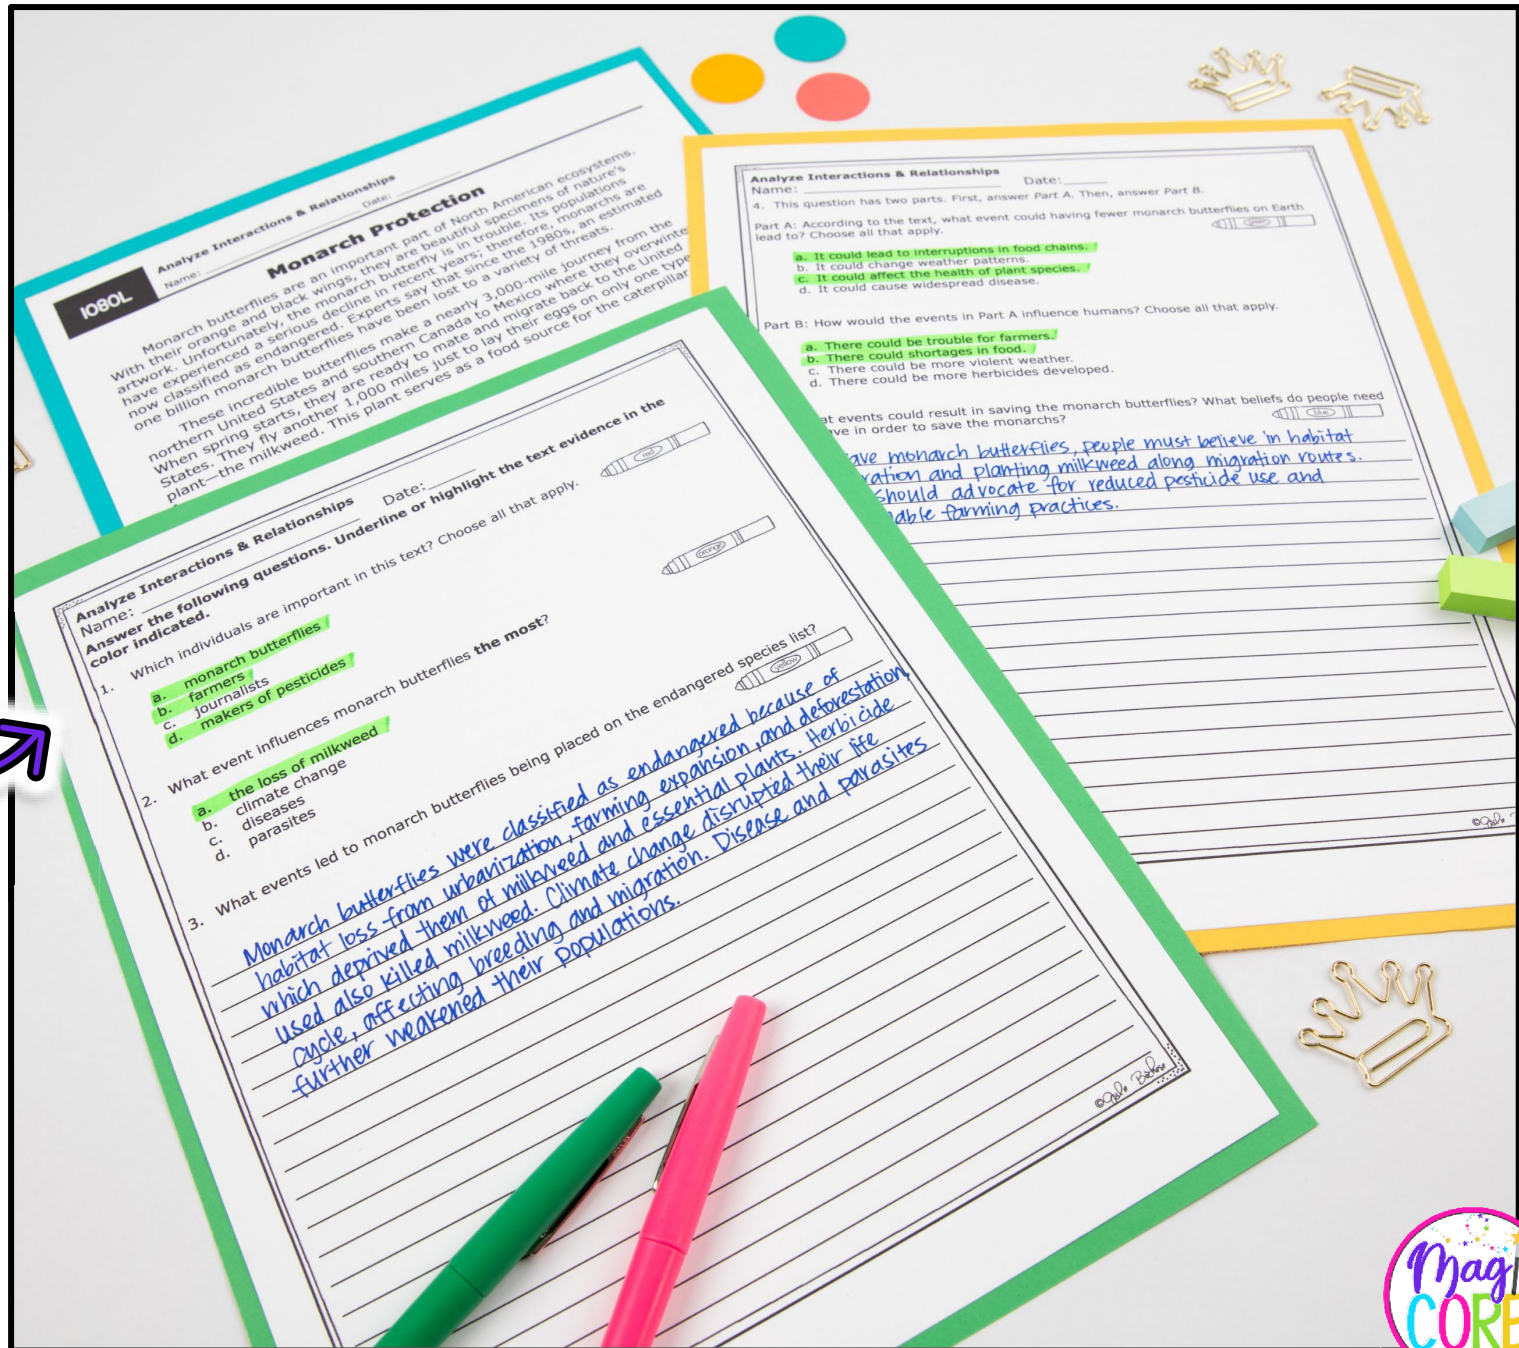 1080L
Analyze Interactions & Relationships
Name: Date:
Monarch Protection
Monarch butterflies are an important part of North American ecosystems.
With their orange and black wings, they are beautiful specimens of nature's
artwork. Unfortunately, the monarch butterfly is in trouble. Its populations
have experienced a serious decline in recent years; therefore, monarchs are
now classified as endangered. Experts say that since the 1980s, an estimated
one billion monarch butterflies have been lost to a variety of threats.
These incredible butterflies make a nearly 3,000-mile journey from the
northern United States and southern Canada to Mexico where they overwinte
When spring starts, they are ready to mate and migrate back to the United
States. They fly another 1,000 miles just to lay their eggs on only one type
plant—the milkweed. This plant serves as a food source for the caterpillar
Analyze Interactions & Relationships
Name: Date:
Answer the following questions. Underline or highlight the text evidence in the
color indicated.
1. Which individuals are important in this text? Choose all that apply.
red
a. monarch butterflies
b. farmers
c. journalists
d. makers of pesticides
2. What event influences monarch butterflies the most?
orange
a. the loss of milkweed
b. climate change
c. diseases
d. parasites
3. What events led to monarch butterflies being placed on the endangered species list?
yellow
Monarch butterflies were classified as endangered because of
habitat loss from urbanization, farming expansion, and deforestation,
which deprived them of milkweed and essential plants. Herbicide
used also killed milkweed. Climate change disrupted their life
cycle, affecting breeding and migration. Disease and parasites
further weakened their populations.
Analyze Interactions & Relationships
Name: Date:
4. This question has two parts. First, answer Part A. Then, answer Part B.
Part A: According to the text, what event could having fewer monarch butterflies on Earth
lead to? Choose all that apply.
green
a. It could lead to interruptions in food chains.
b. It could change weather patterns.
c. It could affect the health of plant species.
d. It could cause widespread disease.
Part B: How would the events in Part A influence humans? Choose all that apply.
a. There could be trouble for farmers.
b. There could shortages in food.
c. There could be more violent weather.
d. There could be more herbicides developed.
at events could result in saving the monarch butterflies? What beliefs do people need
ve in order to save the monarchs?
blue
ave monarch butterflies, people must believe in habitat
ration and planting milkweed along migration routes.
should advocate for reduced pesticide use and
able farming practices.
Magi
CORE